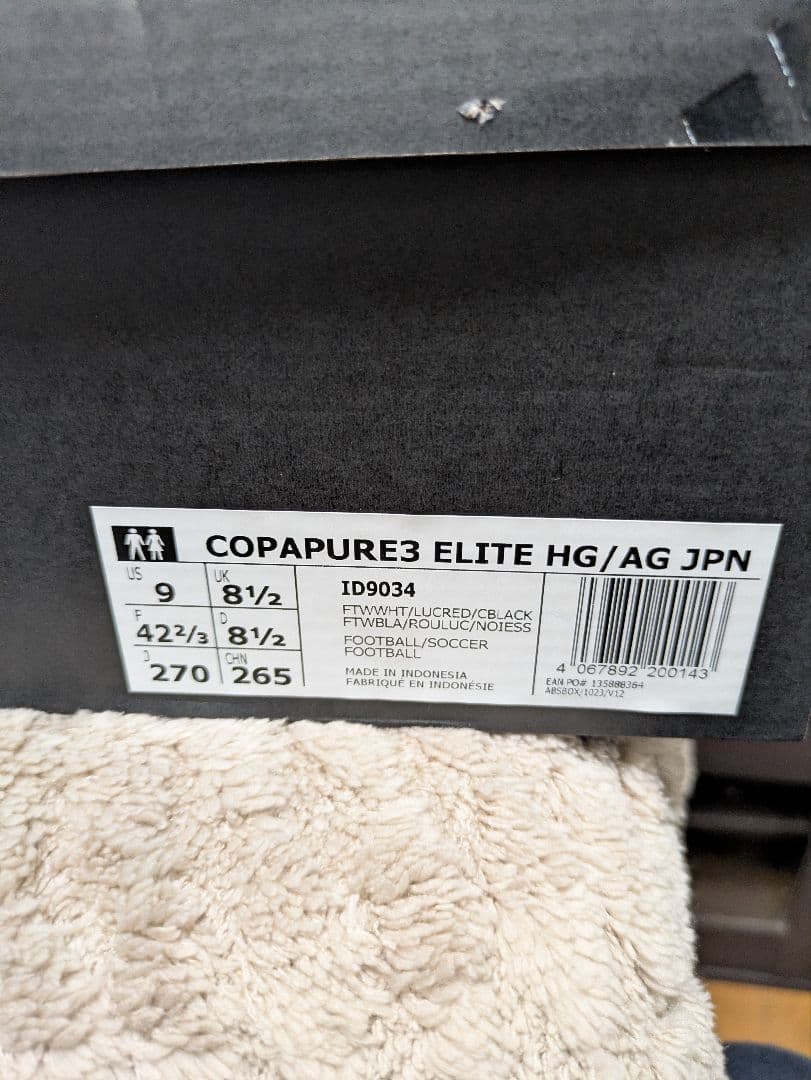 COPAPURE3 ELITE HG/AG JPN
US 9 UK 8½
F 42²/₃ D 8½
J 270 CHN 265
ID9034
FTWWHT/LUCRED/CBLACK
FTWBLA/ROULUC/NOIESS
FOOTBALL/SOCCER
FOOTBALL
MADE IN INDONESIA
FABRIQUÉ EN INDONÉSIE
4 067892 200143
EAN PO# 135888364
ABSBOX/1023/V12